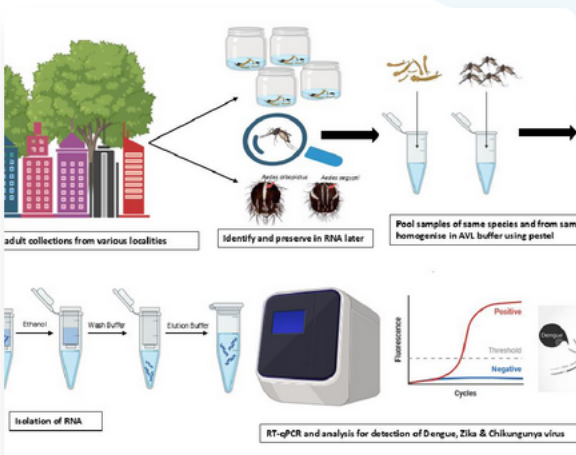 Aedes albopictus
Aedes aegypti
adult collections from various localities
Identify and preserve in RNA later
Pool samples of same species and from sam
homogenise in AVL buffer using pestel
Ethanol
Wash Buffer
Elution Buffer
Isolation of RNA
Fluorescence
Positive
Threshold
Negative
Cycles
Dengue
RT-qPCR and analysis for detection of Dengue, Zika & Chikungunya virus